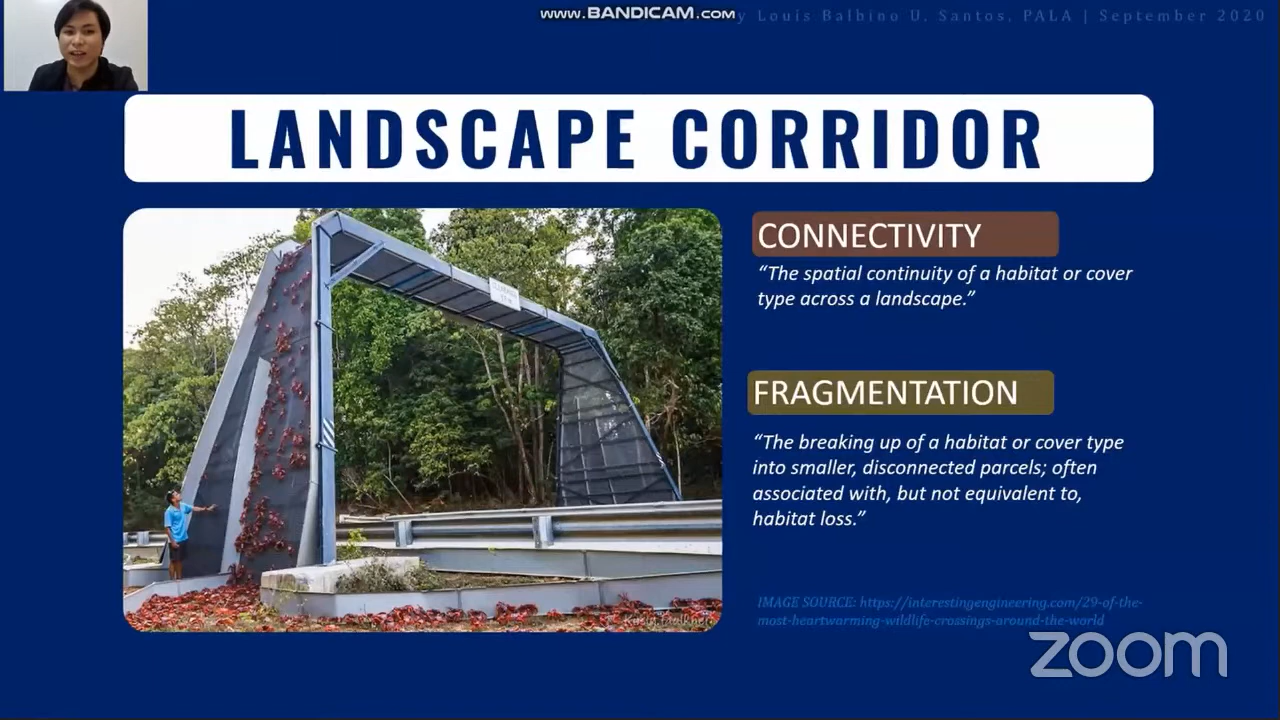 WWW.BANDICAM.COM
y Louis Balbino U. Santos, PALA | September 2020
LANDSCAPE CORRIDOR
CONNECTIVITY
“The spatial continuity of a habitat or cover
type across a landscape.”
FRAGMENTATION
“The breaking up of a habitat or cover type
into smaller, disconnected parcels; often
associated with, but not equivalent to,
habitat loss.”
IMAGE SOURCE: https://interestingengineering.com/29-of-the-
most-heartwarming-wildlife-crossings-around-the-world
zoom